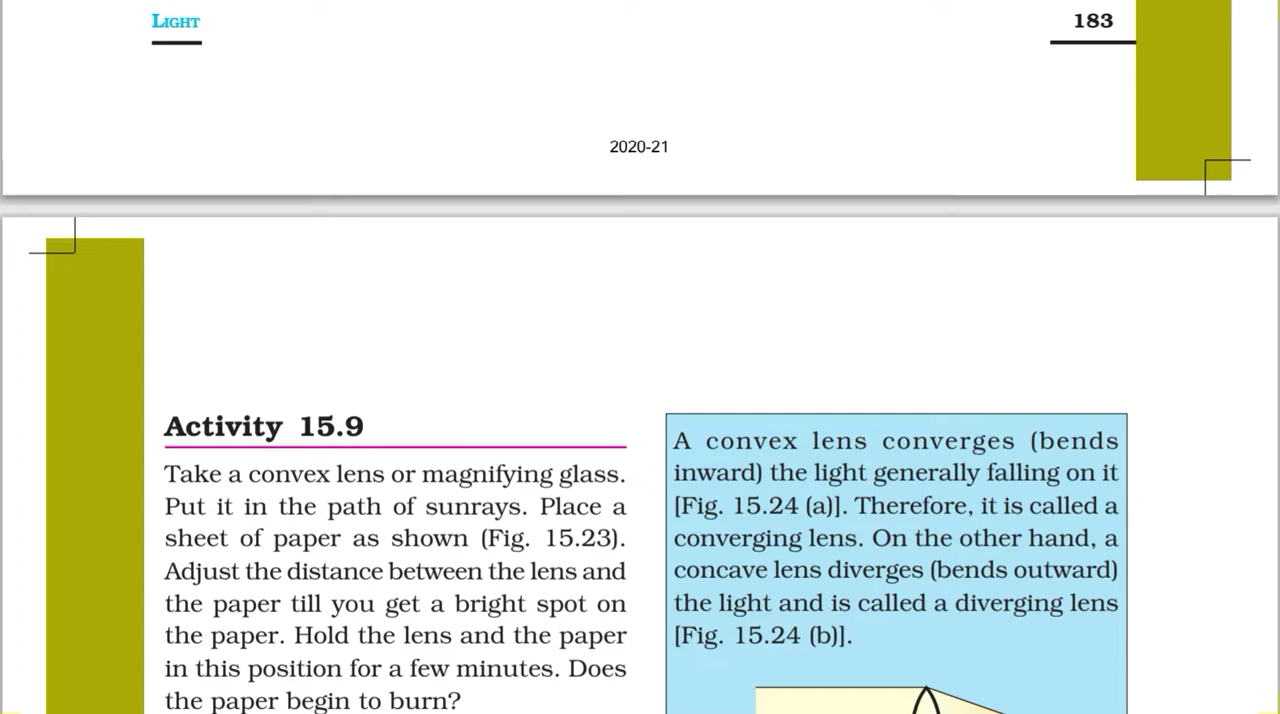 LIGHT
183
2020-21
Activity 15.9
Take a convex lens or magnifying glass.
Put it in the path of sunrays. Place a
sheet of paper as shown (Fig. 15.23).
Adjust the distance between the lens and
the paper till you get a bright spot on
the paper. Hold the lens and the paper
in this position for a few minutes. Does
the paper begin to burn?
A convex lens converges (bends
inward) the light generally falling on it
[Fig. 15.24 (a)]. Therefore, it is called a
converging lens. On the other hand, a
concave lens diverges (bends outward)
the light and is called a diverging lens
[Fig. 15.24 (b)].